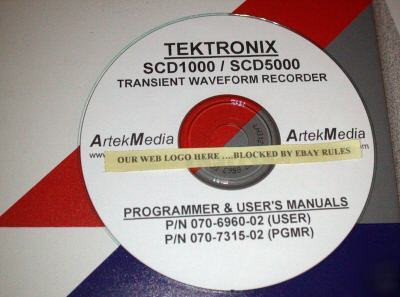 TEKTRONIX
SCD1000 / SCD5000
TRANSIENT WAVEFORM RECORDER
ArtekMedia ArtekMedia
OUR WEB LOGO HERE ....BLOCKED BY EBAY RULES
PROGRAMMER & USER'S MANUALS
P/N 070-6960-02 (USER)
P/N 070-7315-02 (PGMR)